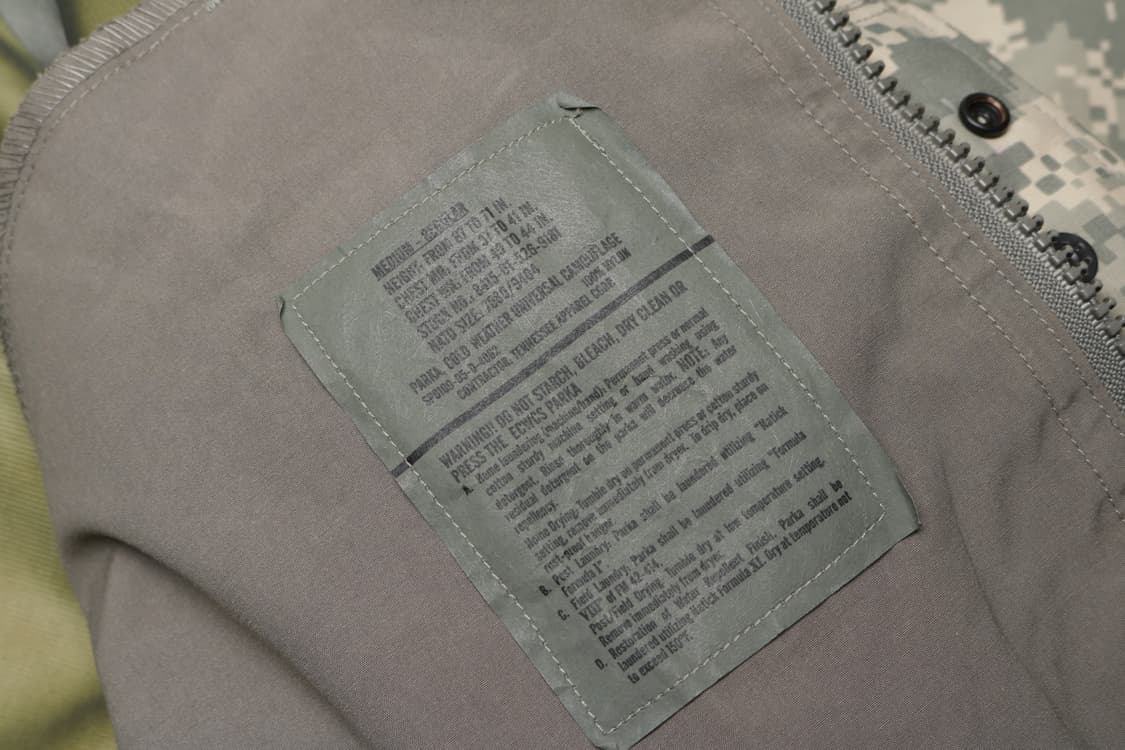 MEDIUM - REGULAR
HEIGHT: FROM 67 TO 71 IN.
CHEST MIN. FROM 37 TO 41 IN.
CHEST USE: FROM 40 TO 44 IN.
STOCK NO.: 8415-01-526-9181
NATO SIZE: 7080/9404
PARKA, COLD WEATHER UNIVERSAL CAMOUFLAGE
SPO100-05-D-4062 100% NYLON
CONTRACTOR, TENNESSEE APPAREL CORP
WARNING!! DO NOT STARCH, BLEACH, DRY CLEAN OR
PRESS THE ECWCS PARKA
A. Home laundering (machine/hand). Permanent press or normal
cotton sturdy machine setting or hand washing using
detergent. Rinse thoroughly in warm water. NOTE: Any
residual detergent on the parka will decrease the water
repellency.
Home Drying. Tumble dry on permanent press or cotton sturdy
setting, remove immediately from dryer. To drip dry, place on
rust-proof hanger
B. Post Laundry. Parka shall be laundered utilizing "Natick
Formula I"
C. Field Laundry. Parka shall be laundered utilizing "Formula
VIII" of FM 42-414.
Post/Field Drying. Tumble dry at low temperature setting.
Remove immediately from dryer.
D. Restoration of Water Repellent Finish. Parka shall be
laundered utilizing Natick Formula XI. Dry at temperature not
to exceed 150°F.